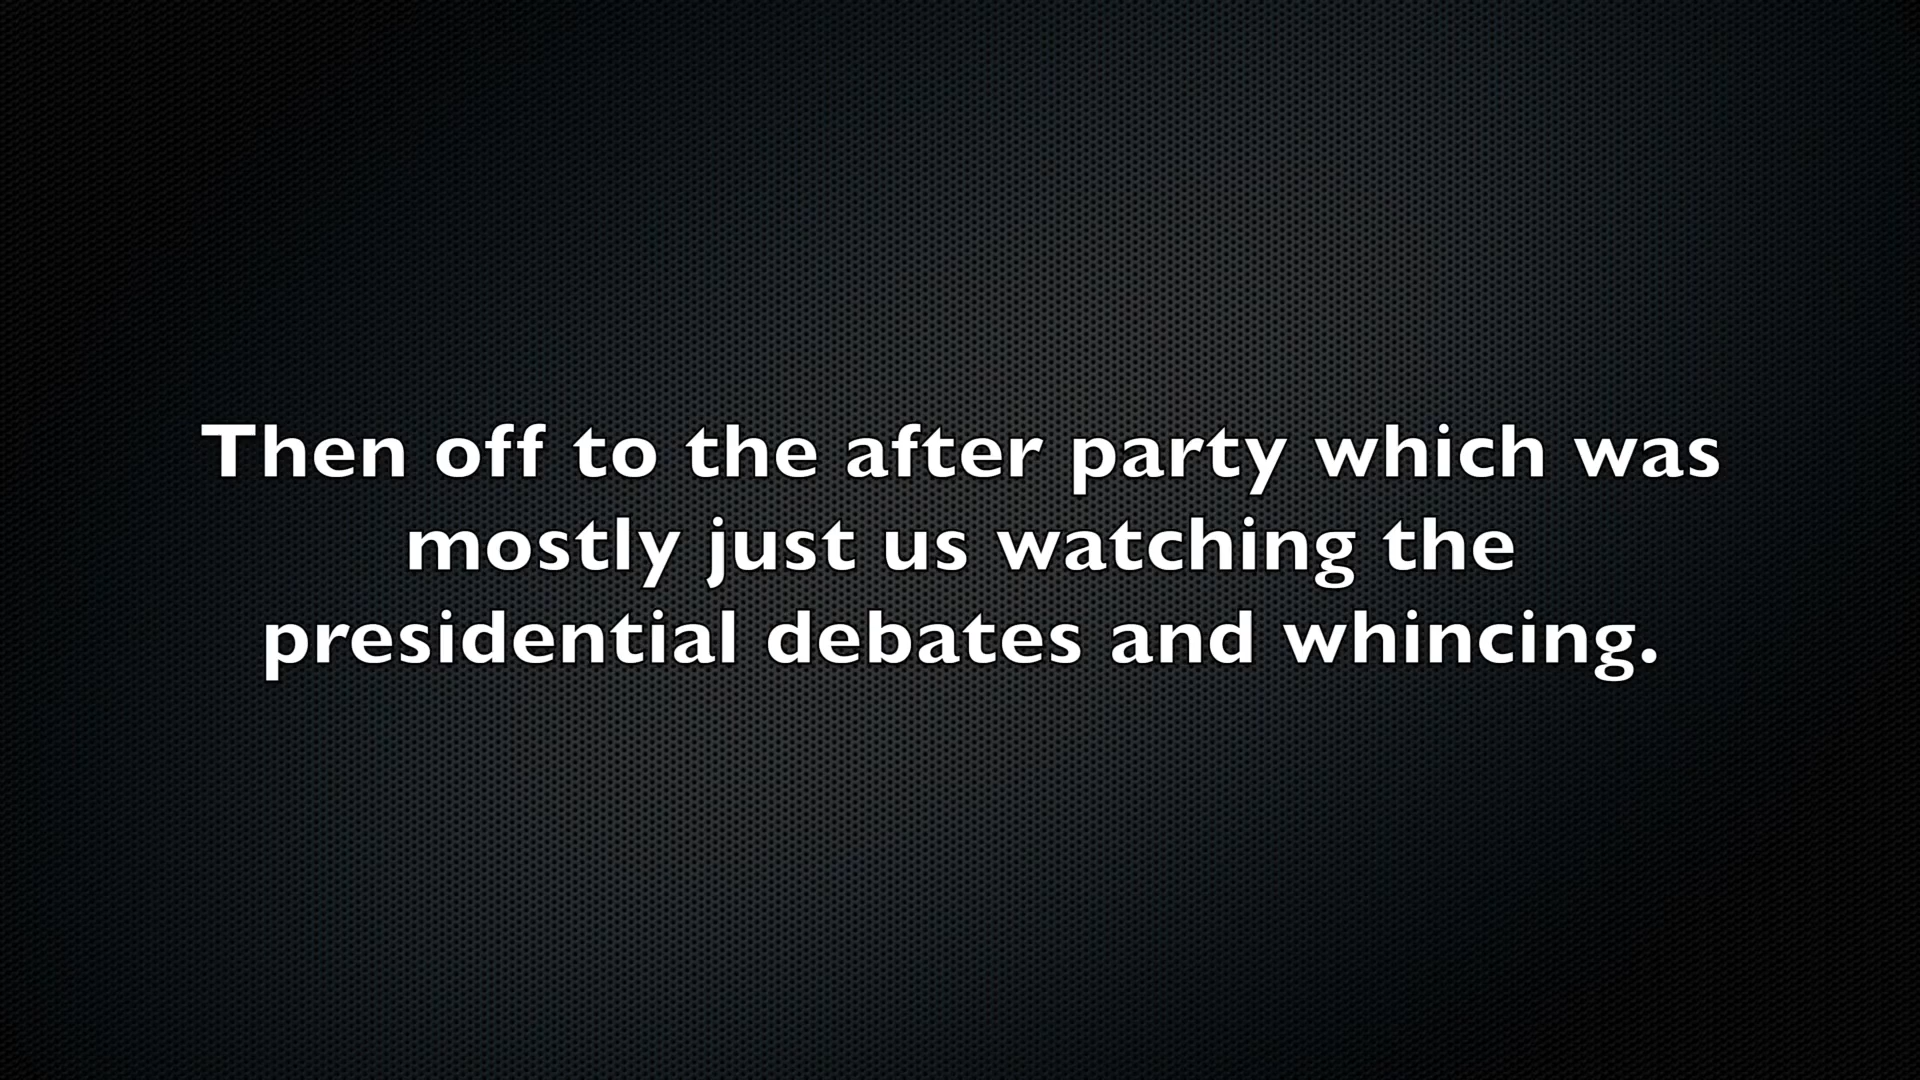 Then off to the after party which was
mostly just us watching the
presidential debates and whincing.